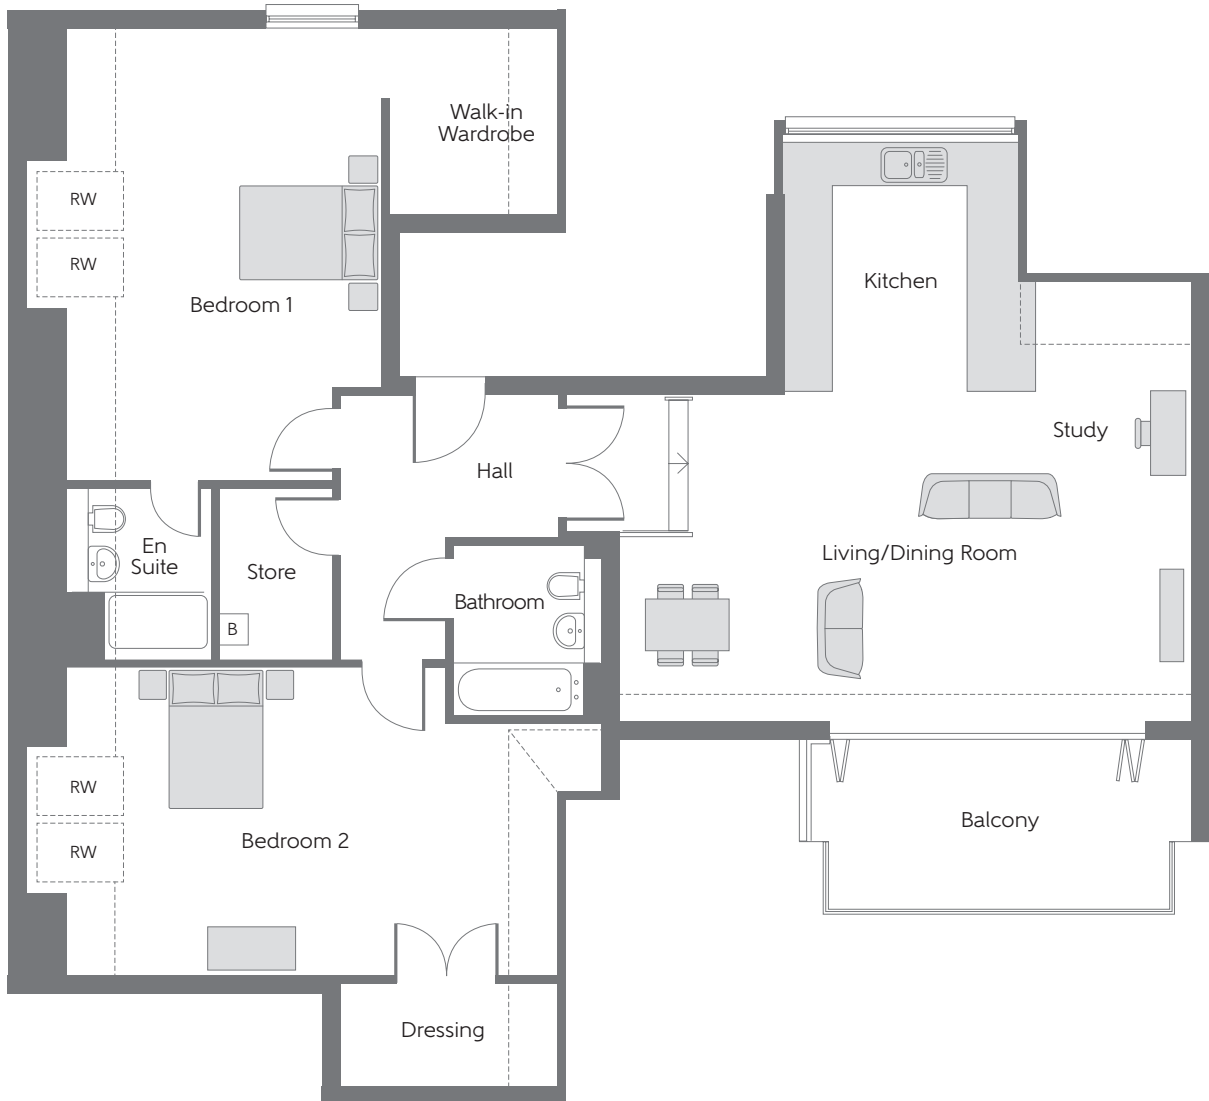 Walk-in
Wardrobe
RW
RW
Bedroom 1
Kitchen
Study
Hall
En
Suite
Store
Living/Dining Room
Bathroom
B
RW
RW
Bedroom 2
Balcony
Dressing